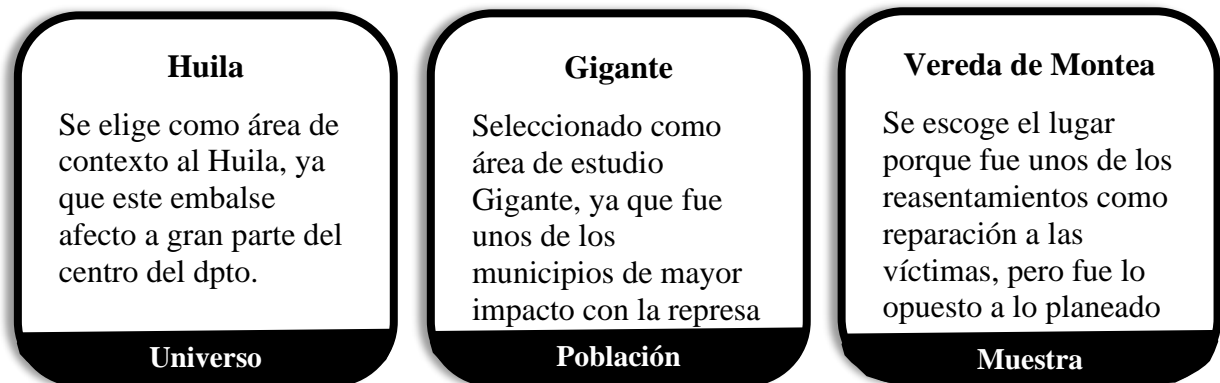 Huila
Se elige como área de
contexto al Huila, ya
que este embalse
afecto a gran parte del
centro del dpto.
Universo
Gigante
Seleccionado como
área de estudio
Gigante, ya que fue
unos de los
municipios de mayor
impacto con la represa
Población
Vereda de Montea
Se escoge el lugar
porque fue unos de los
reasentamientos como
reparación a las
víctimas, pero fue lo
opuesto a lo planeado
Muestra